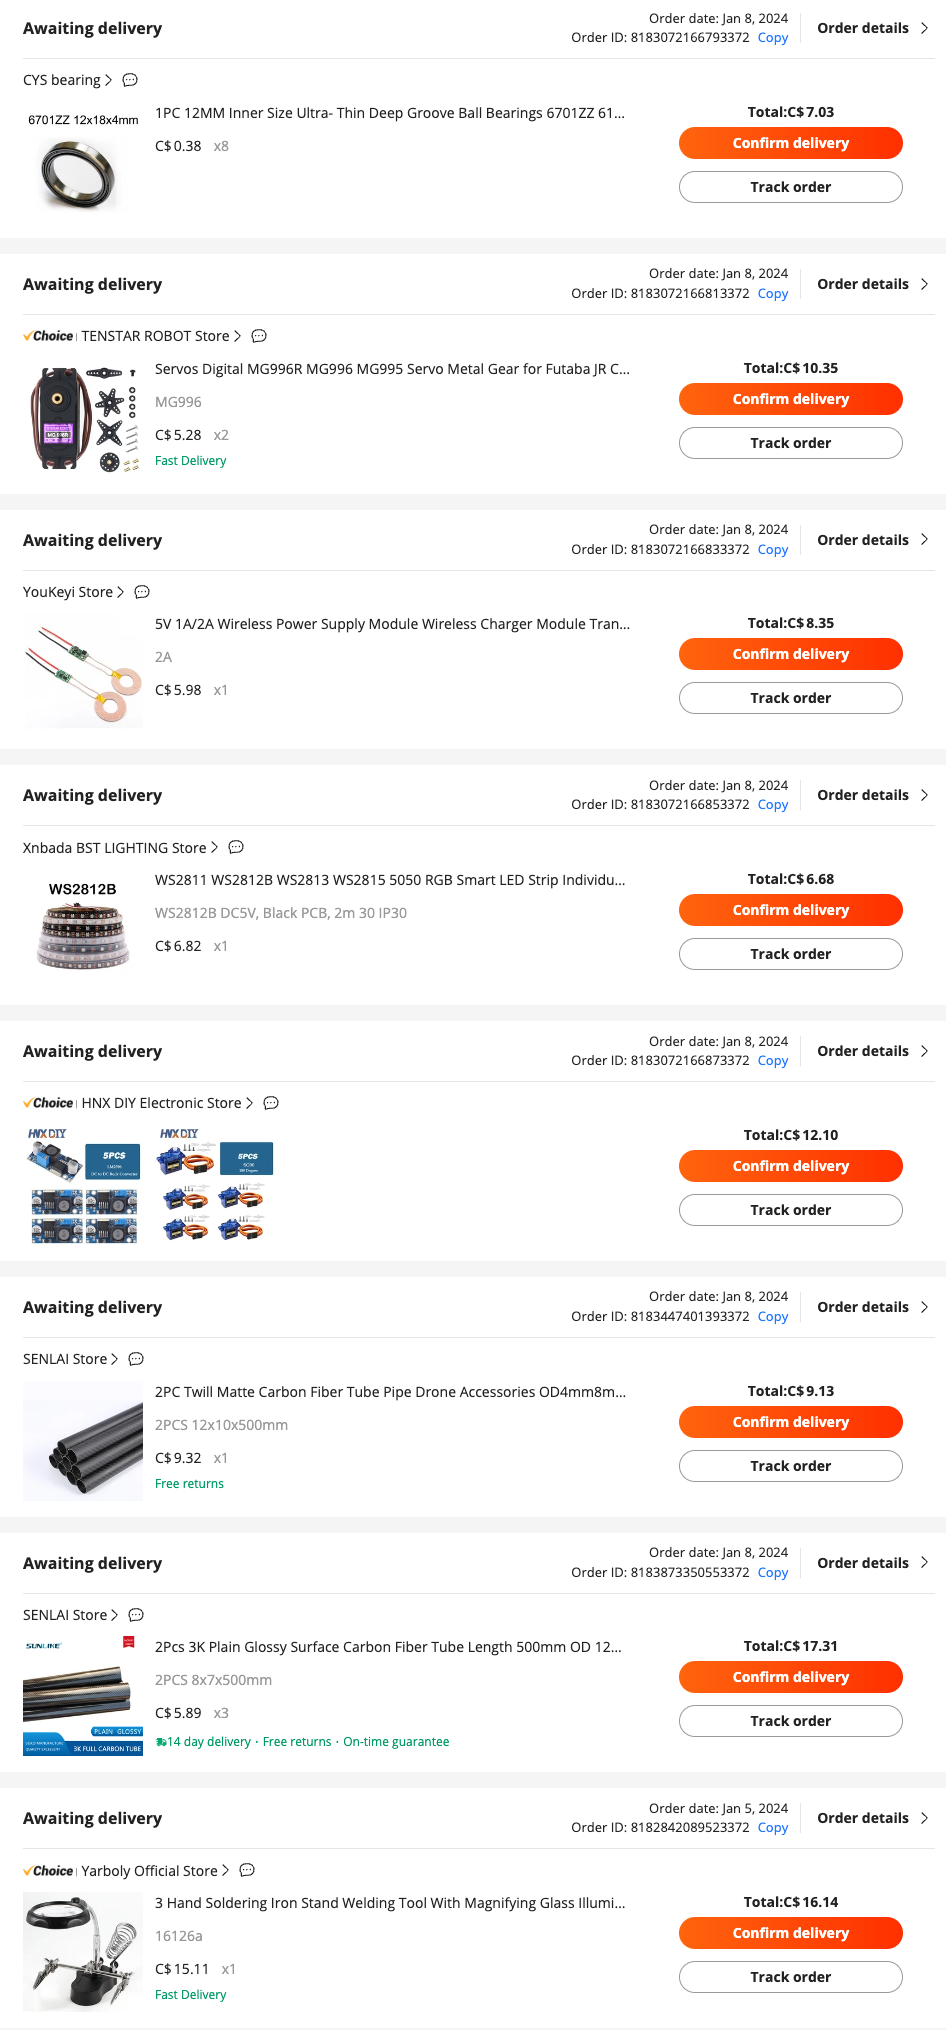 Awaiting delivery
Order date: Jan 8, 2024
Order ID: 8183072166793372 Copy
Order details
CYS bearing
6701ZZ 12x18x4mm
1PC 12MM Inner Size Ultra- Thin Deep Groove Ball Bearings 6701ZZ 61...
C$ 0.38 x8
Total:C$ 7.03
Confirm delivery
Track order
Awaiting delivery
Order date: Jan 8, 2024
Order ID: 8183072166813372 Copy
Order details
Choice TENSTAR ROBOT Store
Servos Digital MG996R MG996 MG995 Servo Metal Gear for Futaba JR C...
MG996
C$ 5.28 x2
Fast Delivery
Total:C$ 10.35
Confirm delivery
Track order
Awaiting delivery
Order date: Jan 8, 2024
Order ID: 8183072166833372 Copy
Order details
YouKeyi Store
5V 1A/2A Wireless Power Supply Module Wireless Charger Module Tran...
2A
C$ 5.98 x1
Total:C$ 8.35
Confirm delivery
Track order
Awaiting delivery
Order date: Jan 8, 2024
Order ID: 8183072166853372 Copy
Order details
Xnbada BST LIGHTING Store
WS2812B
WS2811 WS2812B WS2813 WS2815 5050 RGB Smart LED Strip Individu...
WS2812B DC5V, Black PCB, 2m 30 IP30
C$ 6.82 x1
Total:C$ 6.68
Confirm delivery
Track order
Awaiting delivery
Order date: Jan 8, 2024
Order ID: 8183072166873372 Copy
Order details
Choice HNX DIY Electronic Store
HNX DIY
5PCS
HNX DIY
5PCS
Total:C$ 12.10
Confirm delivery
Track order
Awaiting delivery
Order date: Jan 8, 2024
Order ID: 8183447401393372 Copy
Order details
SENLAI Store
2PC Twill Matte Carbon Fiber Tube Pipe Drone Accessories OD4mm8m...
2PCS 12x10x500mm
C$ 9.32 x1
Free returns
Total:C$ 9.13
Confirm delivery
Track order
Awaiting delivery
Order date: Jan 8, 2024
Order ID: 8183873350553372 Copy
Order details
SENLAI Store
SUNLIKE
PLAIN GLOSSY
3K FULL CARBON TUBE
2Pcs 3K Plain Glossy Surface Carbon Fiber Tube Length 500mm OD 12...
2PCS 8x7x500mm
C$ 5.89 x3
14 day delivery · Free returns · On-time guarantee
Total:C$ 17.31
Confirm delivery
Track order
Awaiting delivery
Order date: Jan 5, 2024
Order ID: 8182842089523372 Copy
Order details
Choice Yarboly Official Store
3 Hand Soldering Iron Stand Welding Tool With Magnifying Glass Illumi...
16126a
C$ 15.11 x1
Fast Delivery
Total:C$ 16.14
Confirm delivery
Track order